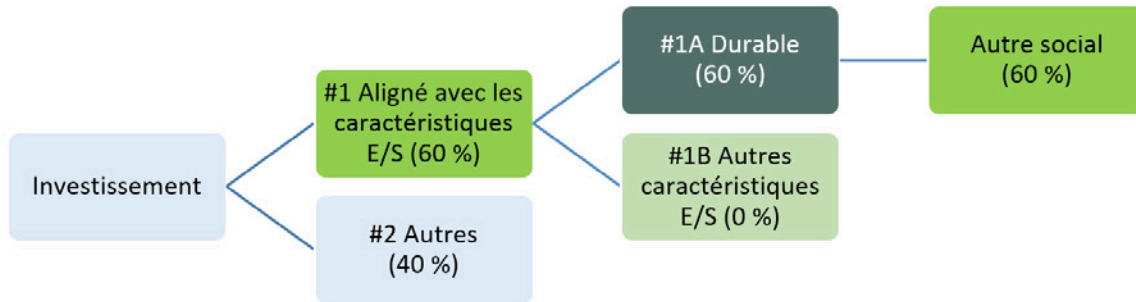 Investissement
#1 Aligné avec les
caractéristiques
E/S (60 %)
#2 Autres
(40 %)
#1A Durable
(60 %)
#1B Autres
caractéristiques
E/S (0 %)
Autre social
(60 %)